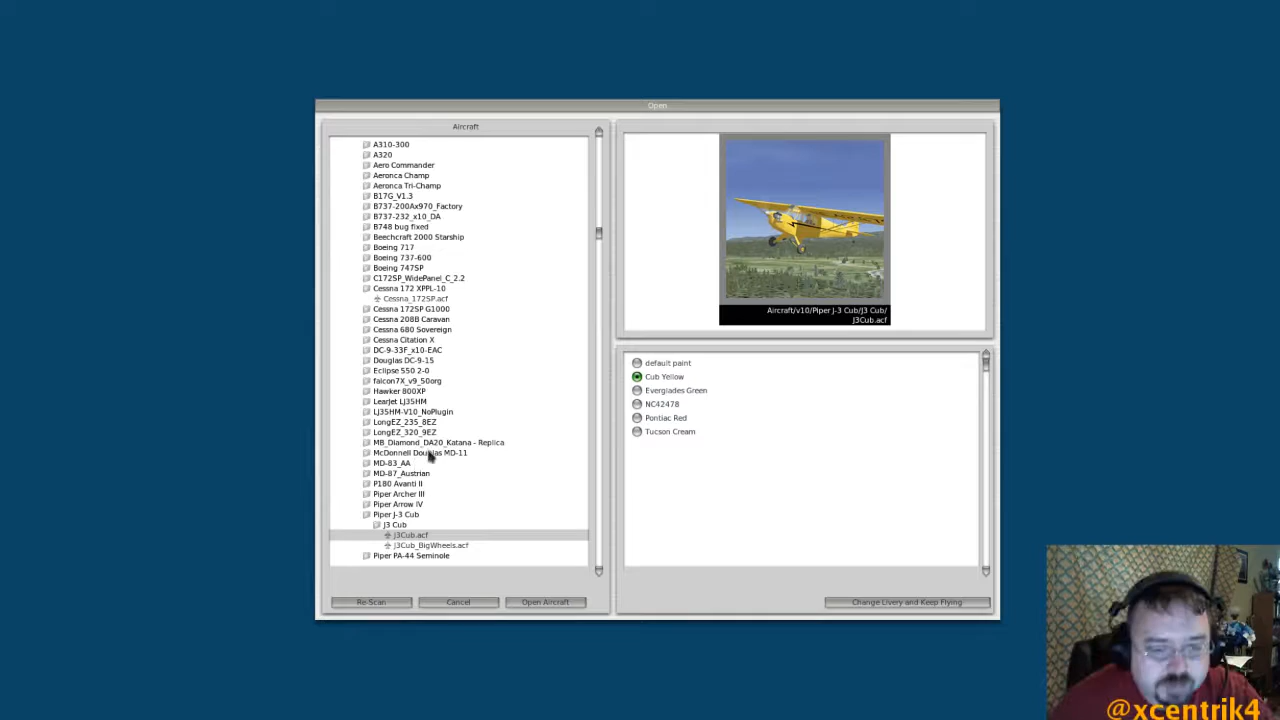 Open
Aircraft
A310-300
A320
Aero Commander
Aeronca Champ
Aeronca Tri-Champ
B17G_V1.3
B737-200Ax970_Factory
B737-232_x10_DA
B748 bug fixed
Beechcraft 2000 Starship
Boeing 717
Boeing 737-600
Boeing 747SP
C172SP_WidePanel_C_2.2
Cessna 172 XPPL-10
Cessna_172SP.acf
Cessna 172SP G1000
Cessna 208B Caravan
Cessna 680 Sovereign
Cessna Citation X
DC-9-33F_x10-EAC
Douglas DC-9-15
Eclipse 550 2-0
falcon7X_v9_50org
Hawker 800XP
LearJet LJ35HM
LJ35HM-V10_NoPlugin
LongEZ_235_8EZ
LongEZ_320_9EZ
MB_Diamond_DA20_Katana - Replica
McDonnell Douglas MD-11
MD-83_AA
MD-87_Austrian
P180 Avanti II
Piper Archer III
Piper Arrow IV
Piper J-3 Cub
J3 Cub
J3Cub.acf
J3Cub_BigWheels.acf
Piper PA-44 Seminole
Re-Scan
Cancel
Open Aircraft
Aircraft/v10/Piper J-3 Cub/J3 Cub/
J3Cub.acf
default paint
Cub Yellow
Everglades Green
NC42478
Pontiac Red
Tucson Cream
Change Livery and Keep Flying
@xcentrik4